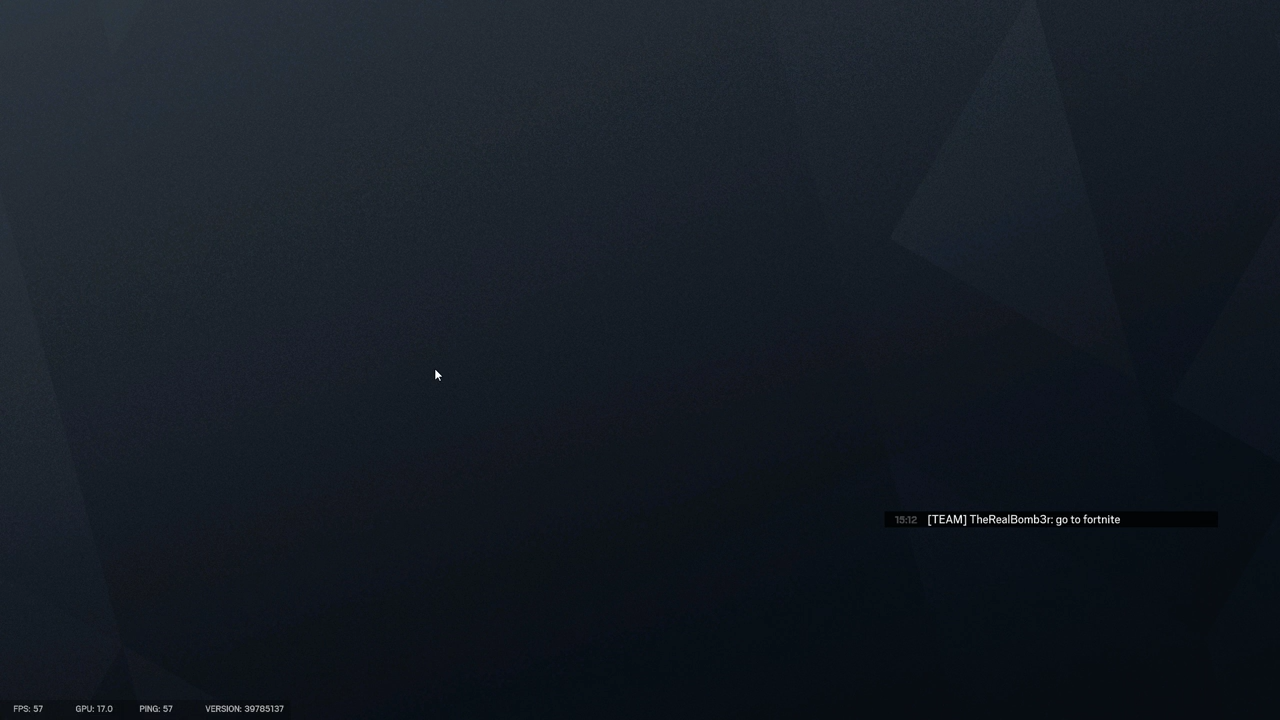 15:12 [TEAM] TheRealBomb3r: go to fortnite
FPS: 57 GPU: 17.0 PING: 57 VERSION: 39785137